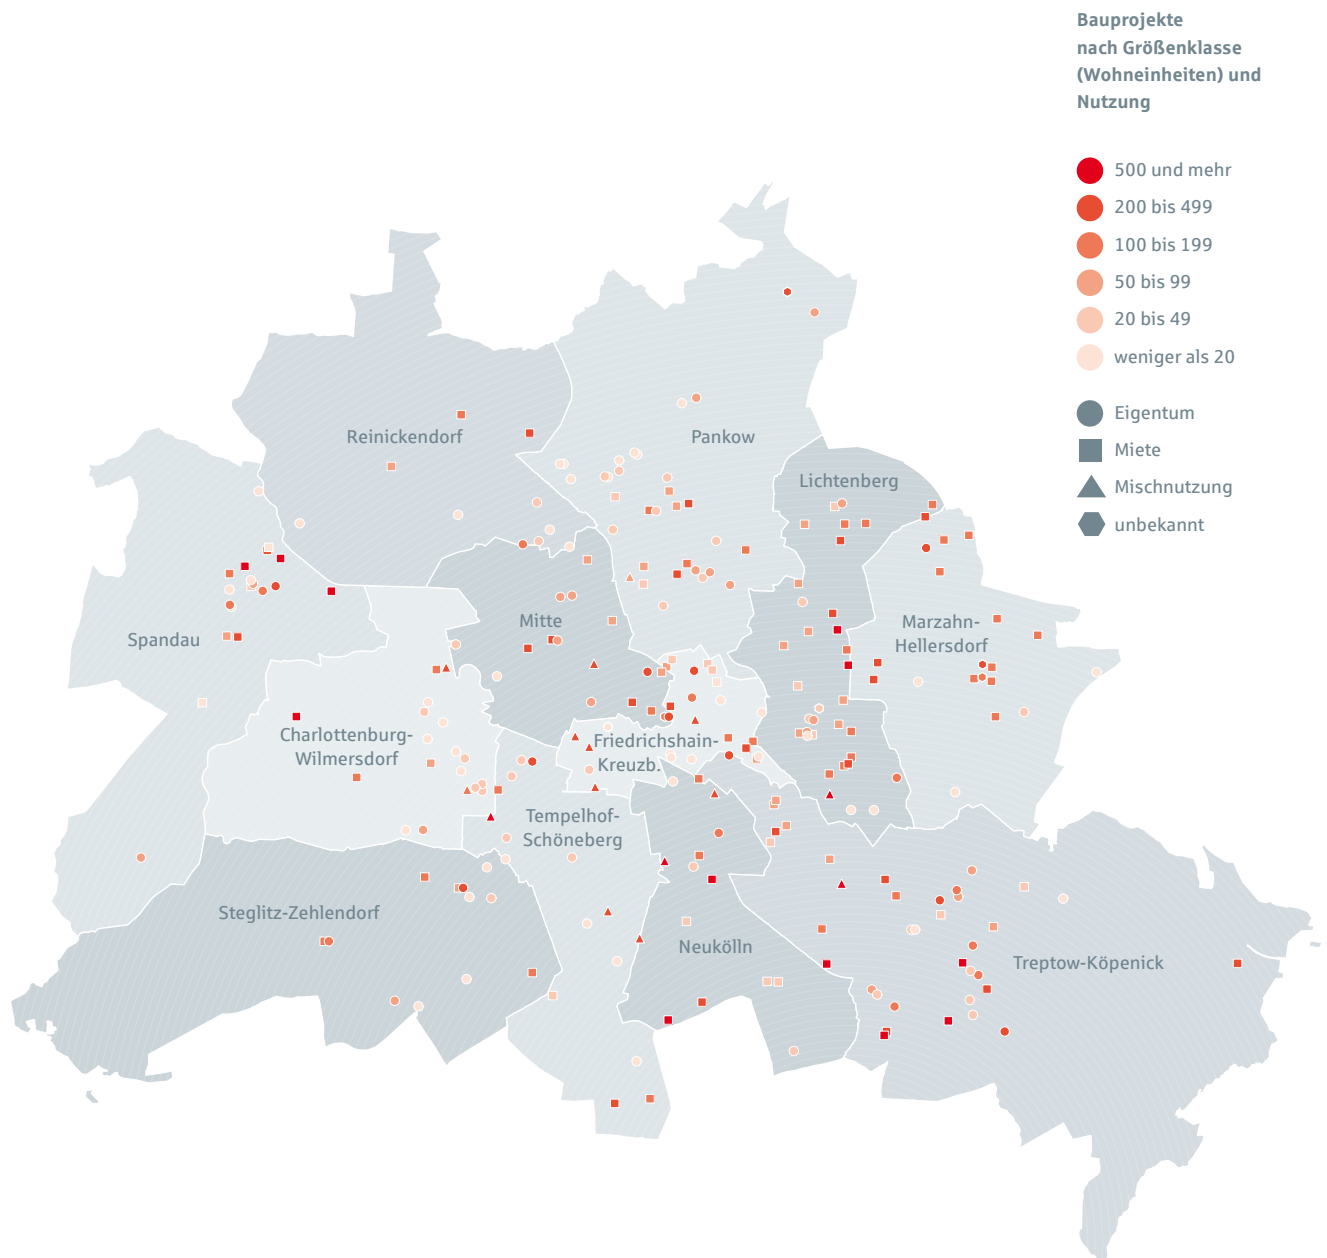 Bauprojekte
nach Größenklasse
(Wohneinheiten) und
Nutzung
500 und mehr
200 bis 499
100 bis 199
50 bis 99
20 bis 49
weniger als 20
Eigentum
Miete
Mischnutzung
unbekannt
Reinickendorf
Pankow
Lichtenberg
Spandau
Mitte
Marzahn-
Hellersdorf
Charlottenburg-
Wilmersdorf
Friedrichshain-
Kreuzb.
Tempelhof-
Schöneberg
Steglitz-Zehlendorf
Neukölln
Treptow-Köpenick